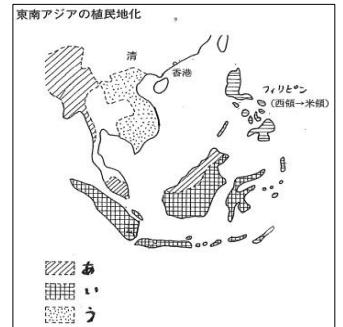 東南アジアの植民地化
清
香港
フィリピン
(西領→米領)
あ
い
う